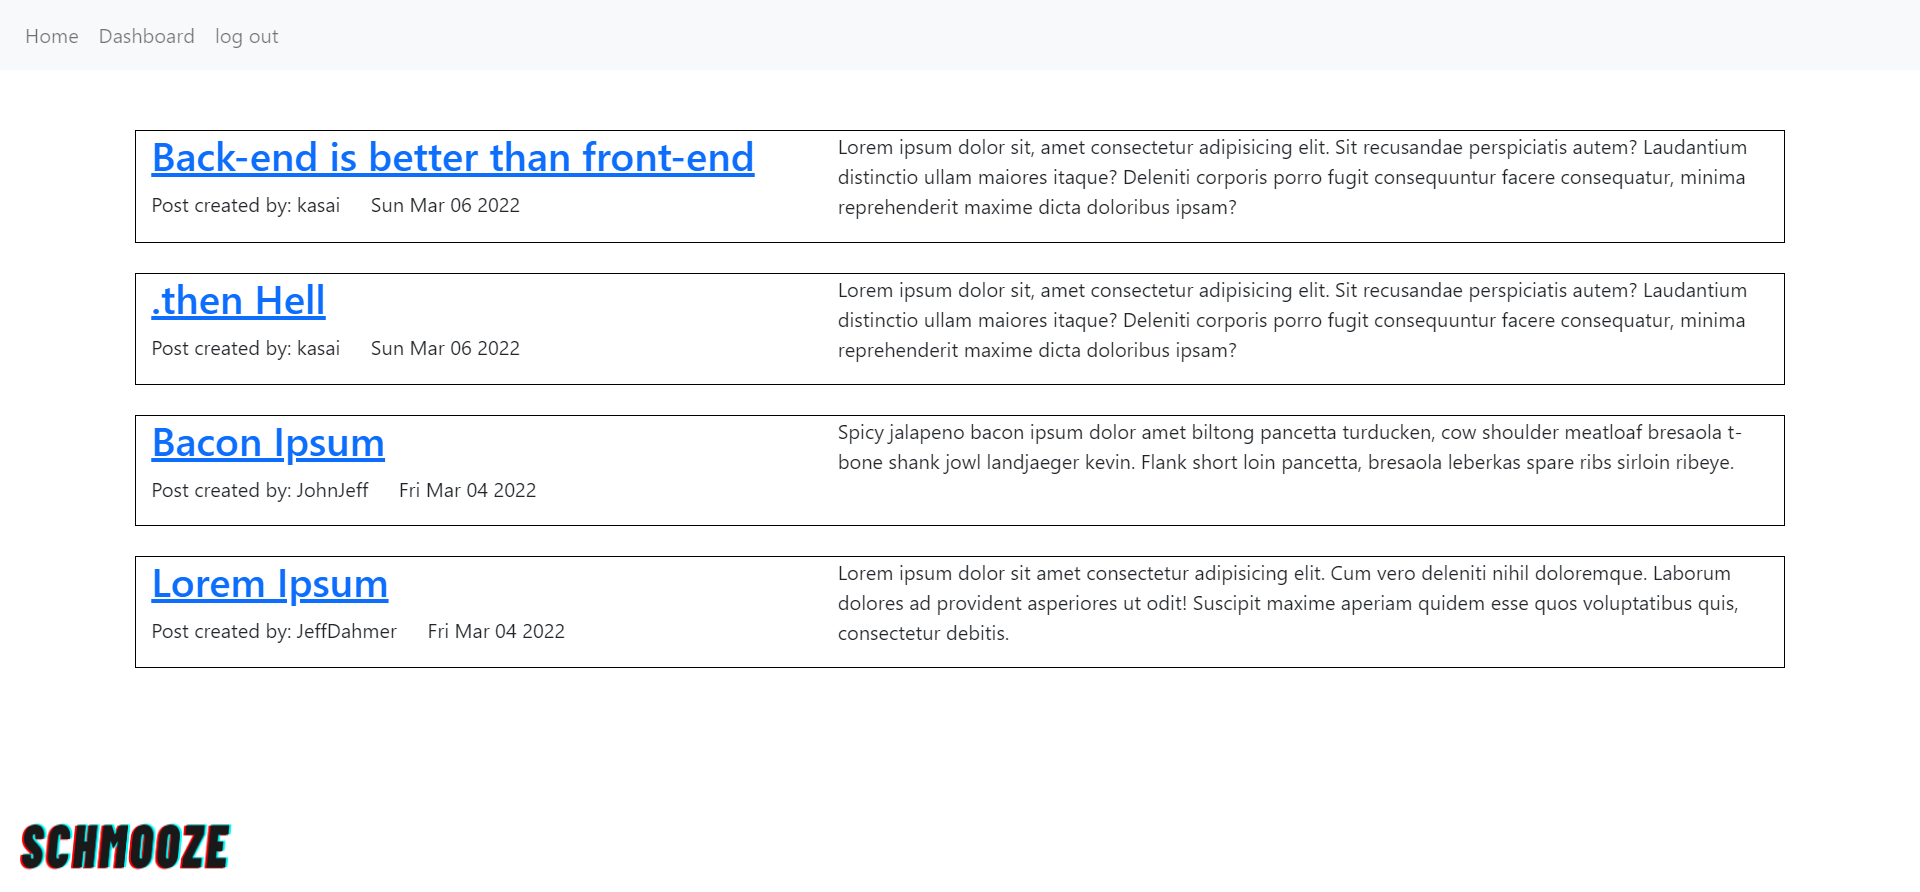 Home Dashboard log out
Back-end is better than front-end
Post created by: kasai Sun Mar 06 2022
Lorem ipsum dolor sit, amet consectetur adipisicing elit. Sit recusandae perspiciatis autem? Laudantium
distinctio ullam maiores itaque? Deleniti corporis porro fugit consequuntur facere consequatur, minima
reprehenderit maxime dicta doloribus ipsam?
.then Hell
Post created by: kasai Sun Mar 06 2022
Lorem ipsum dolor sit, amet consectetur adipisicing elit. Sit recusandae perspiciatis autem? Laudantium
distinctio ullam maiores itaque? Deleniti corporis porro fugit consequuntur facere consequatur, minima
reprehenderit maxime dicta doloribus ipsam?
Bacon Ipsum
Post created by: JohnJeff Fri Mar 04 2022
Spicy jalapeno bacon ipsum dolor amet biltong pancetta turducken, cow shoulder meatloaf bresaola t-
bone shank jowl landjaeger kevin. Flank short loin pancetta, bresaola leberkas spare ribs sirloin ribeye.
Lorem Ipsum
Post created by: JeffDahmer Fri Mar 04 2022
Lorem ipsum dolor sit amet consectetur adipisicing elit. Cum vero deleniti nihil doloremque. Laborum
dolores ad provident asperiores ut odit! Suscipit maxime aperiam quidem esse quos voluptatibus quis,
consectetur debitis.
SCHMOOZE